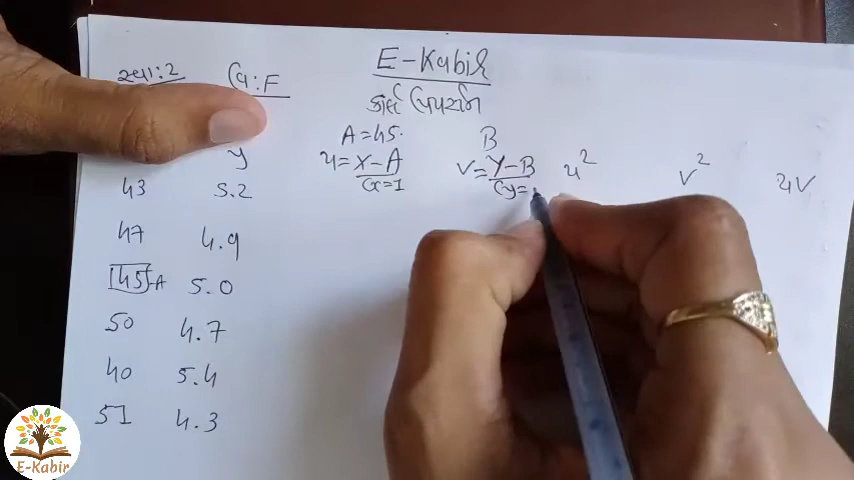 E-Kabir
સ્વા:2 વિ:F
કાર્લ પિયર્સન
A=45. B
y u=X-A v=Y-B u² v² uv
Cx=1 Cy=
43 5.2
47 4.9
45-A 5.0
50 4.7
40 5.4
51 4.3
E-Kabir